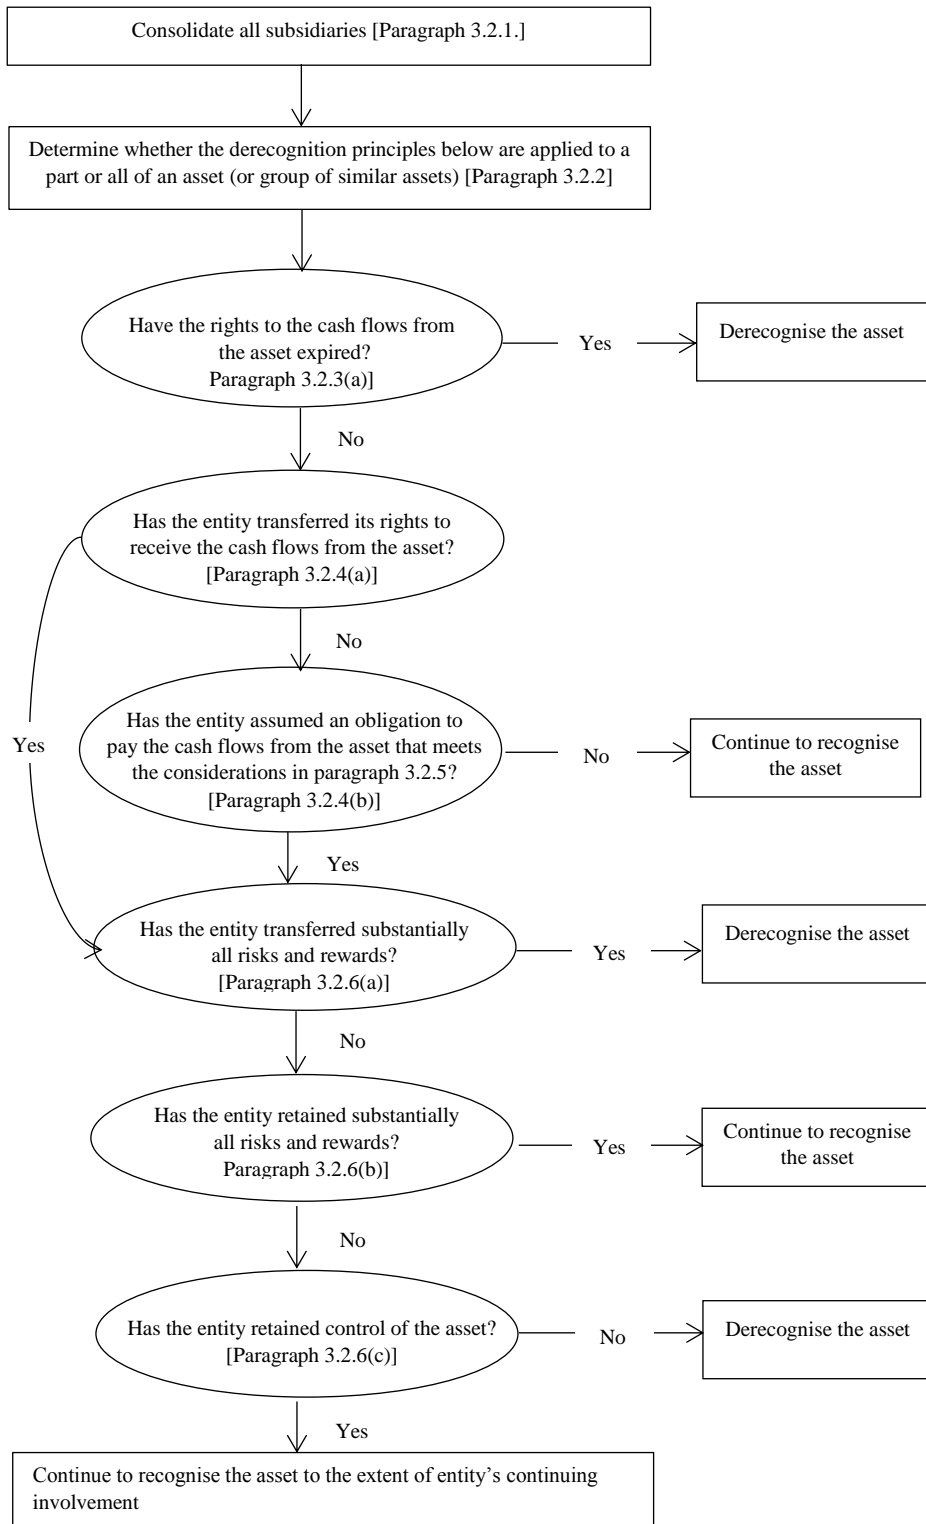 Consolidate all subsidiaries [Paragraph 3.2.1.]
Determine whether the derecognition principles below are applied to a
part or all of an asset (or group of similar assets) [Paragraph 3.2.2]
Have the rights to the cash flows from
the asset expired?
Paragraph 3.2.3(a)]
Yes
Derecognise the asset
No
Has the entity transferred its rights to
receive the cash flows from the asset?
[Paragraph 3.2.4(a)]
No
Yes
Has the entity assumed an obligation to
pay the cash flows from the asset that meets
the considerations in paragraph 3.2.5?
[Paragraph 3.2.4(b)]
No
Continue to recognise
the asset
Yes
Has the entity transferred substantially
all risks and rewards?
[Paragraph 3.2.6(a)]
Yes
Derecognise the asset
No
Has the entity retained substantially
all risks and rewards?
Paragraph 3.2.6(b)]
Yes
Continue to recognise
the asset
No
Has the entity retained control of the asset?
[Paragraph 3.2.6(c)]
No
Derecognise the asset
Yes
Continue to recognise the asset to the extent of entity’s continuing
involvement